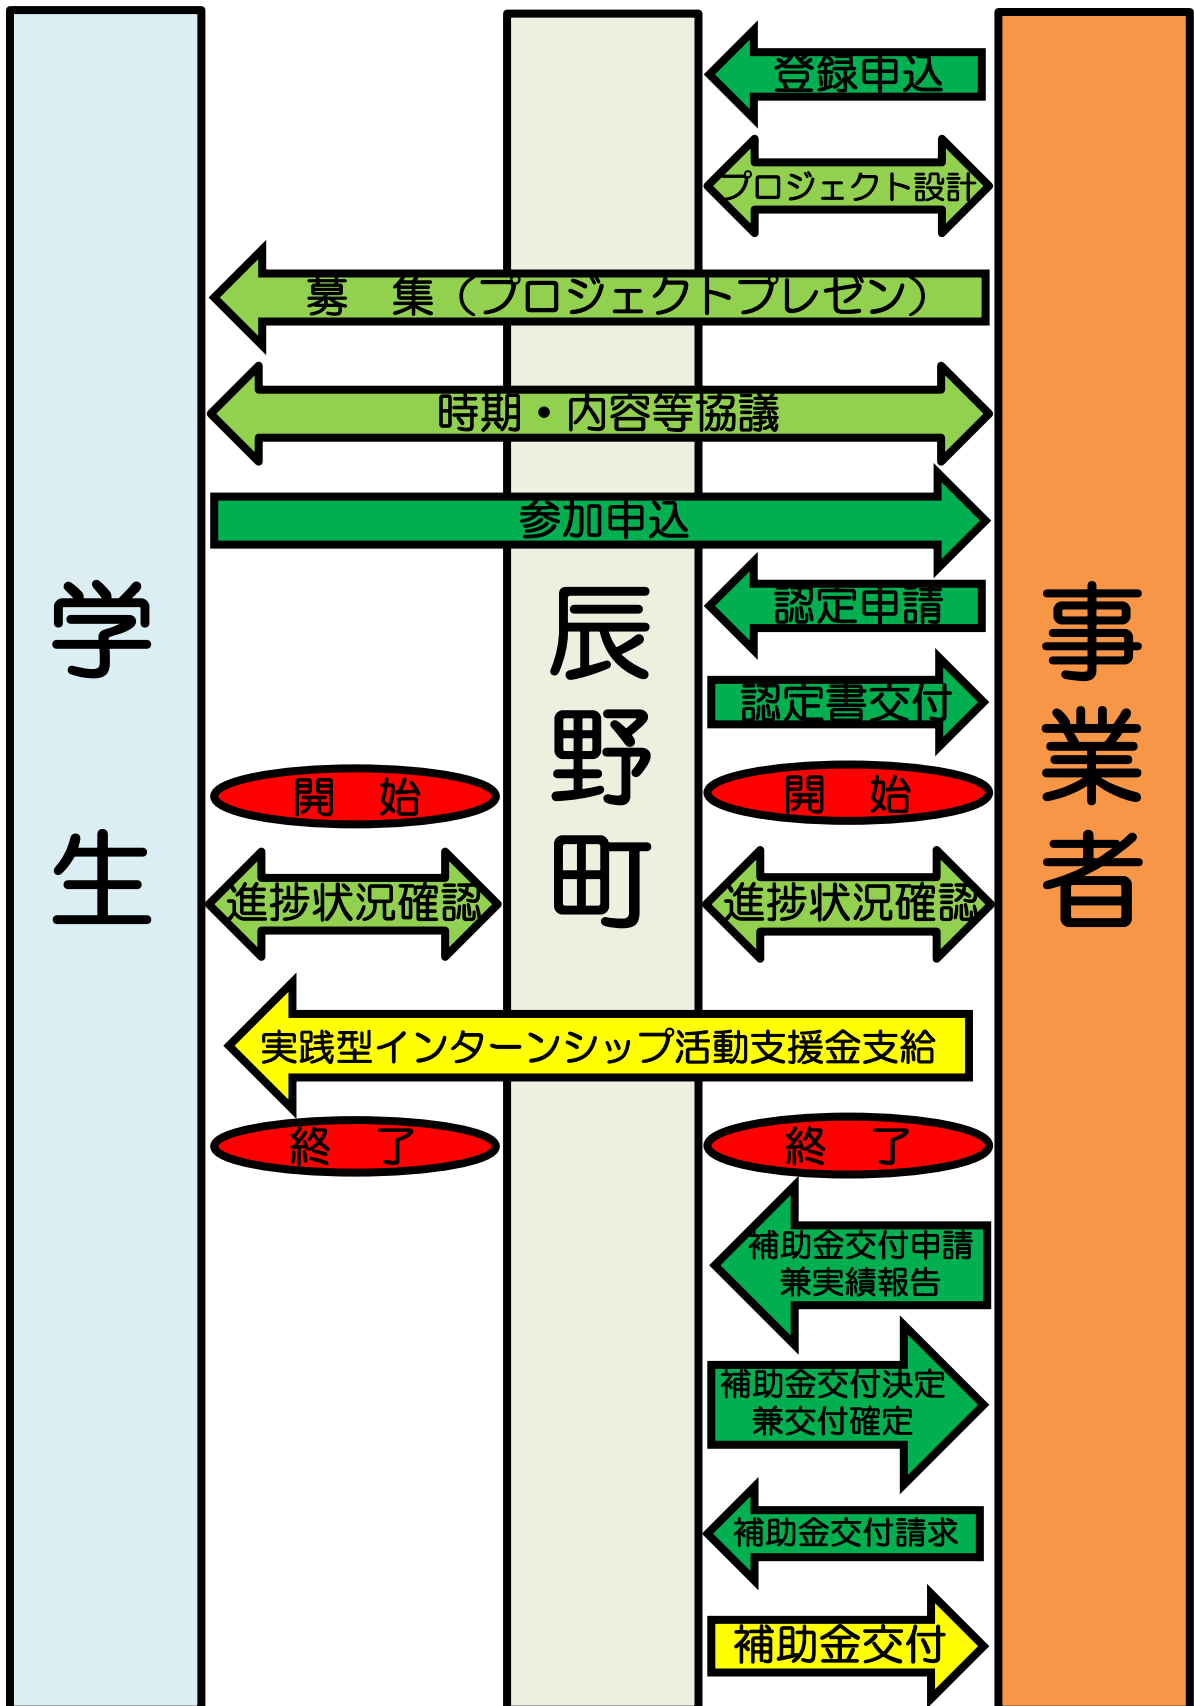 登録申込
プロジェクト設計
募　集（プロジェクトプレゼン）
時期・内容等協議
参加申込
認定申請
認定書交付
学生
辰野町
事業者
開　始
開　始
進捗状況確認
進捗状況確認
実践型インターンシップ活動支援金支給
終　了
終　了
補助金交付申請
兼実績報告
補助金交付決定
兼交付確定
補助金交付請求
補助金交付